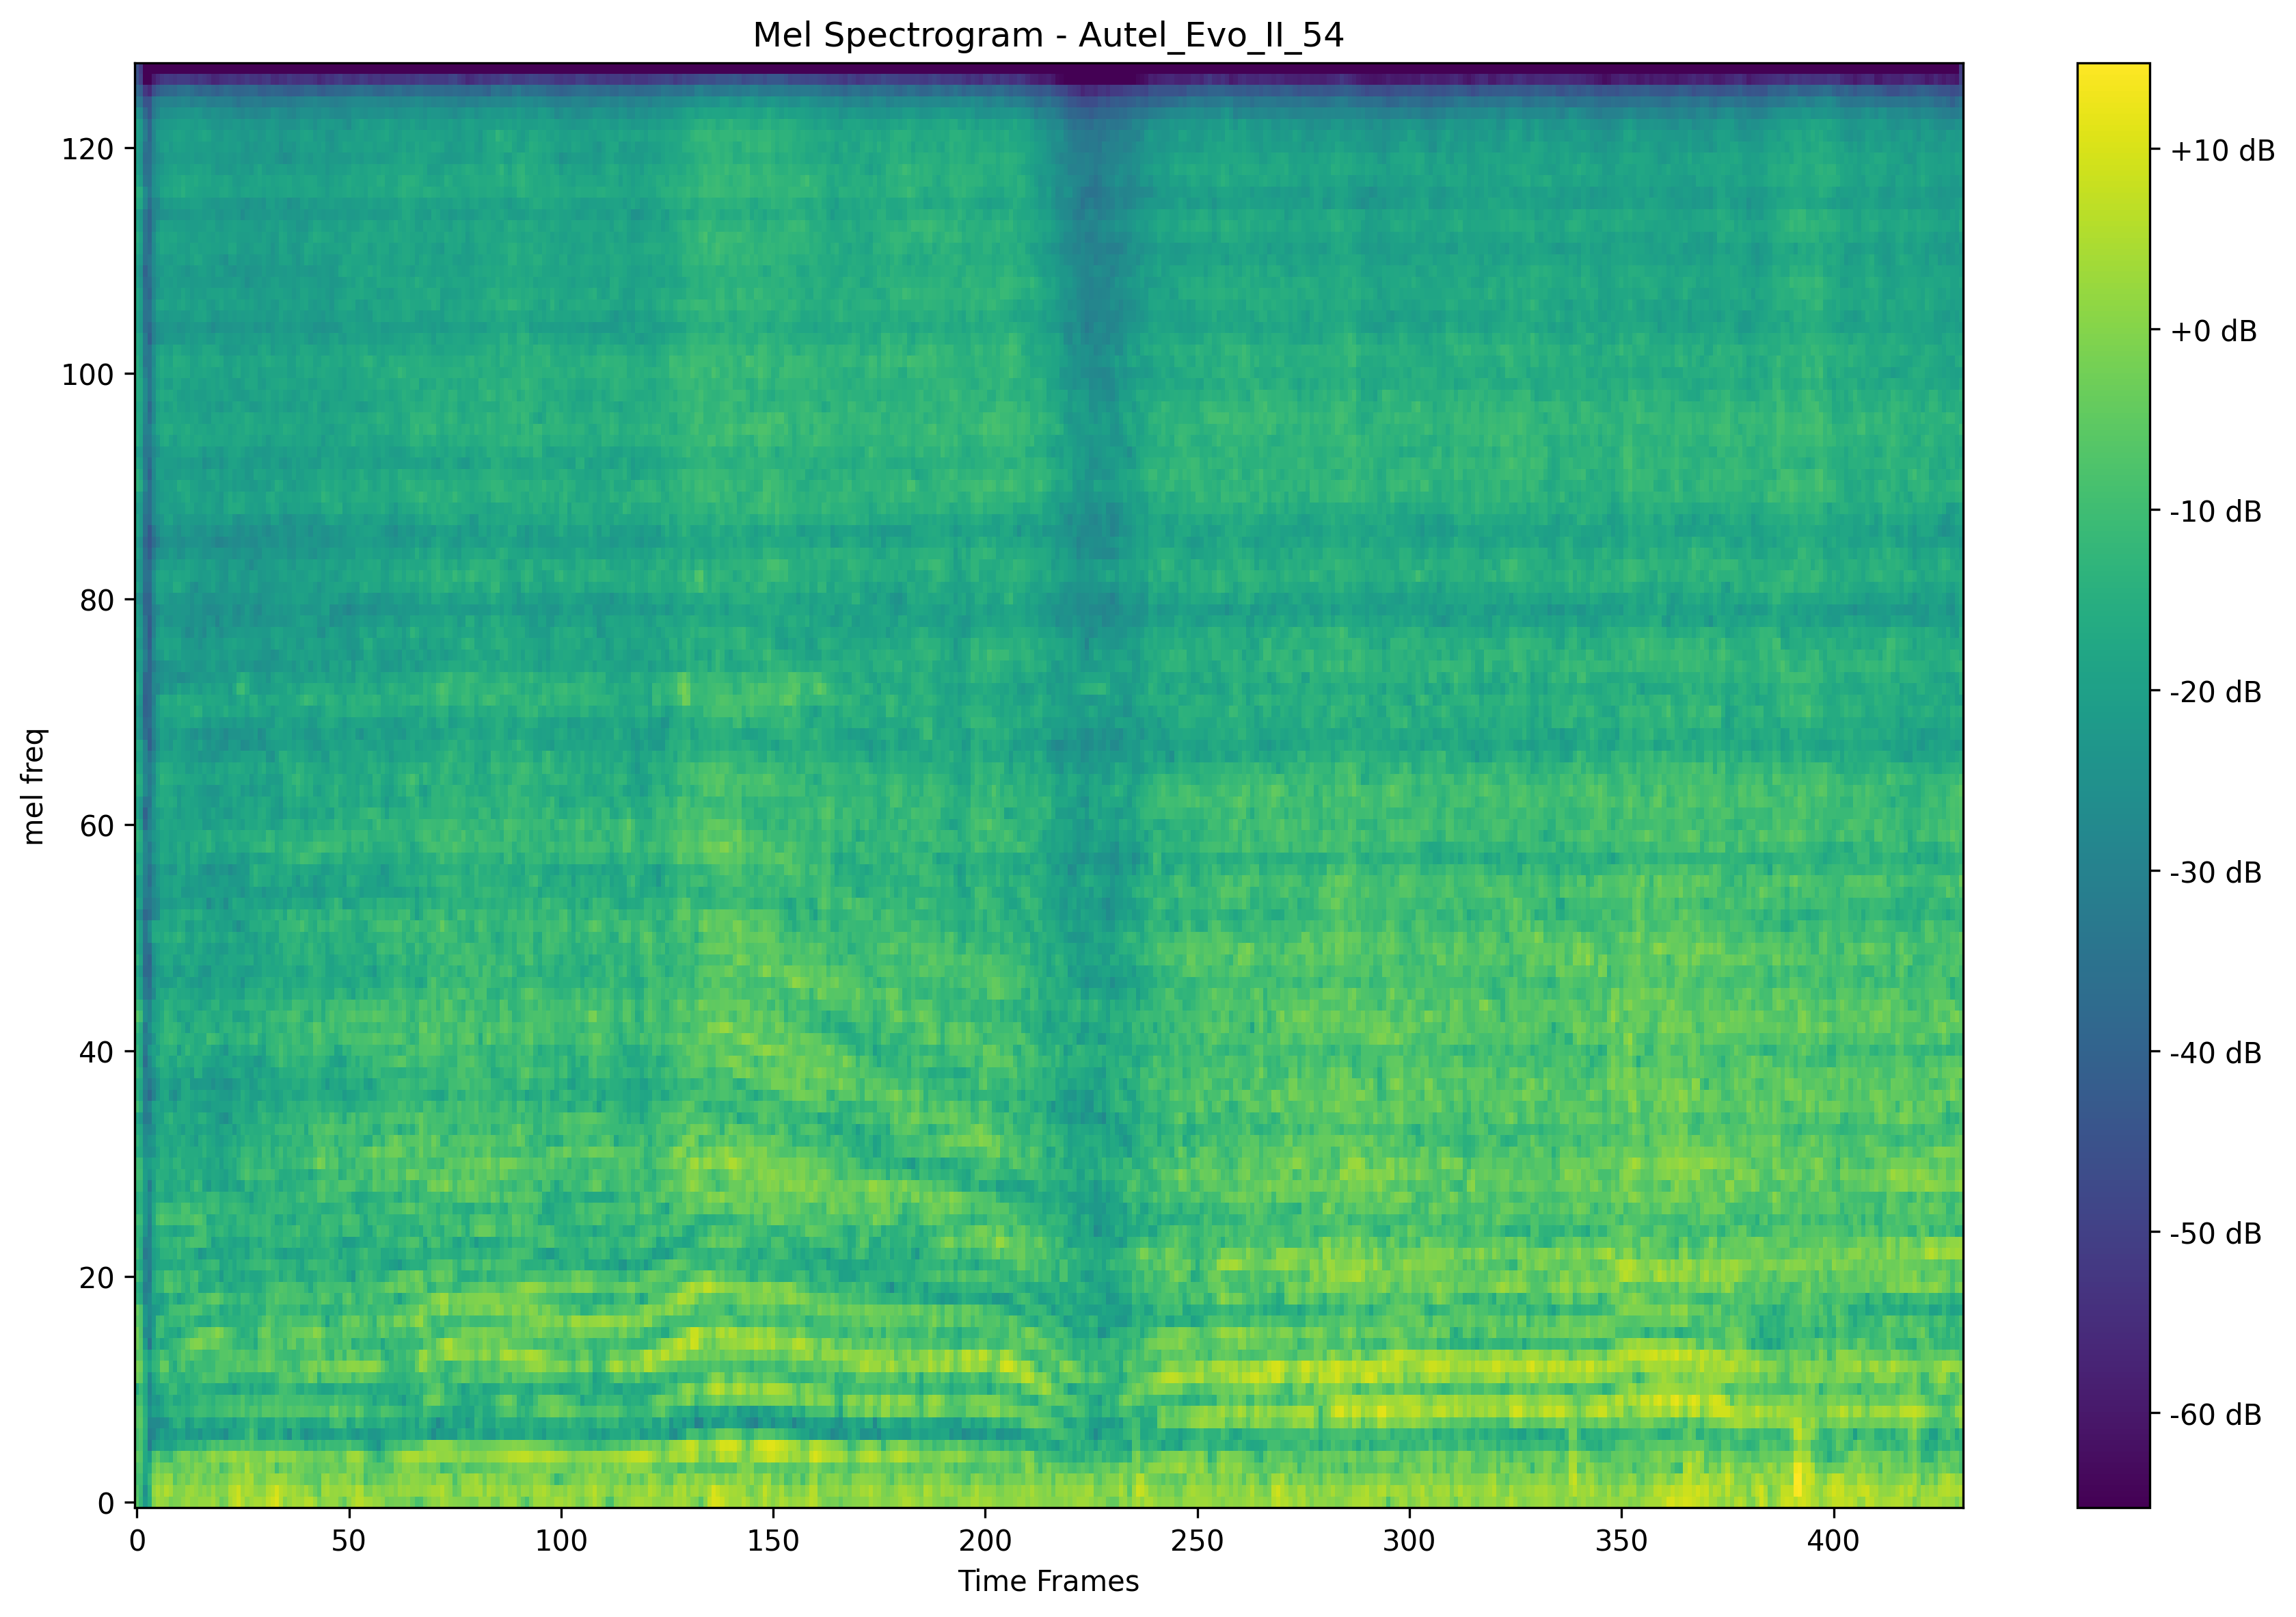 Mel Spectrogram - Autel_Evo_II_54
120
100
80
60
40
20
0
mel freq
0 50 100 150 200 250 300 350 400
Time Frames
+10 dB
+0 dB
-10 dB
-20 dB
-30 dB
-40 dB
-50 dB
-60 dB